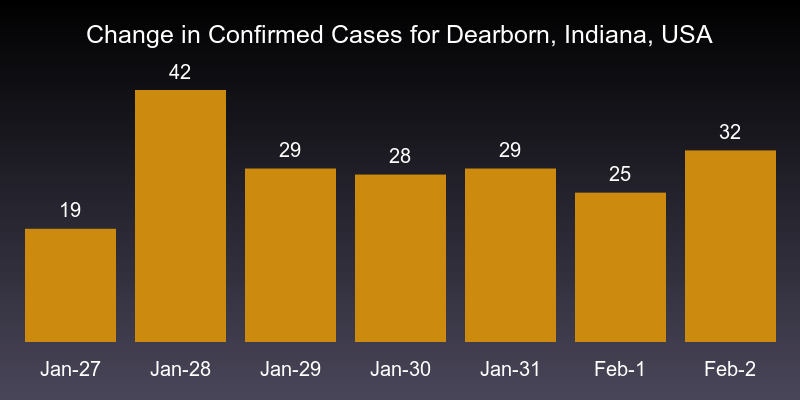 Change in Confirmed Cases for Dearborn, Indiana, USA
19 42 29 28 29 25 32
Jan-27 Jan-28 Jan-29 Jan-30 Jan-31 Feb-1 Feb-2